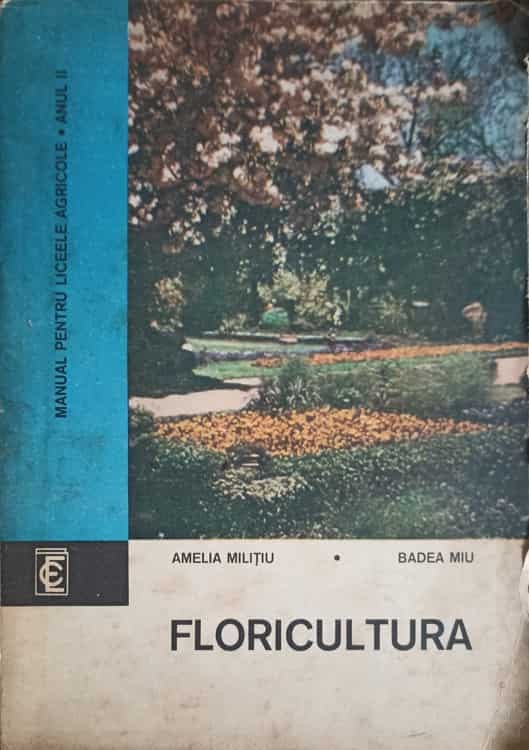 MANUAL PENTRU LICEELE AGRICOLE • ANUL II
AMELIA MILIȚIU • BADEA MIU
FLORICULTURA